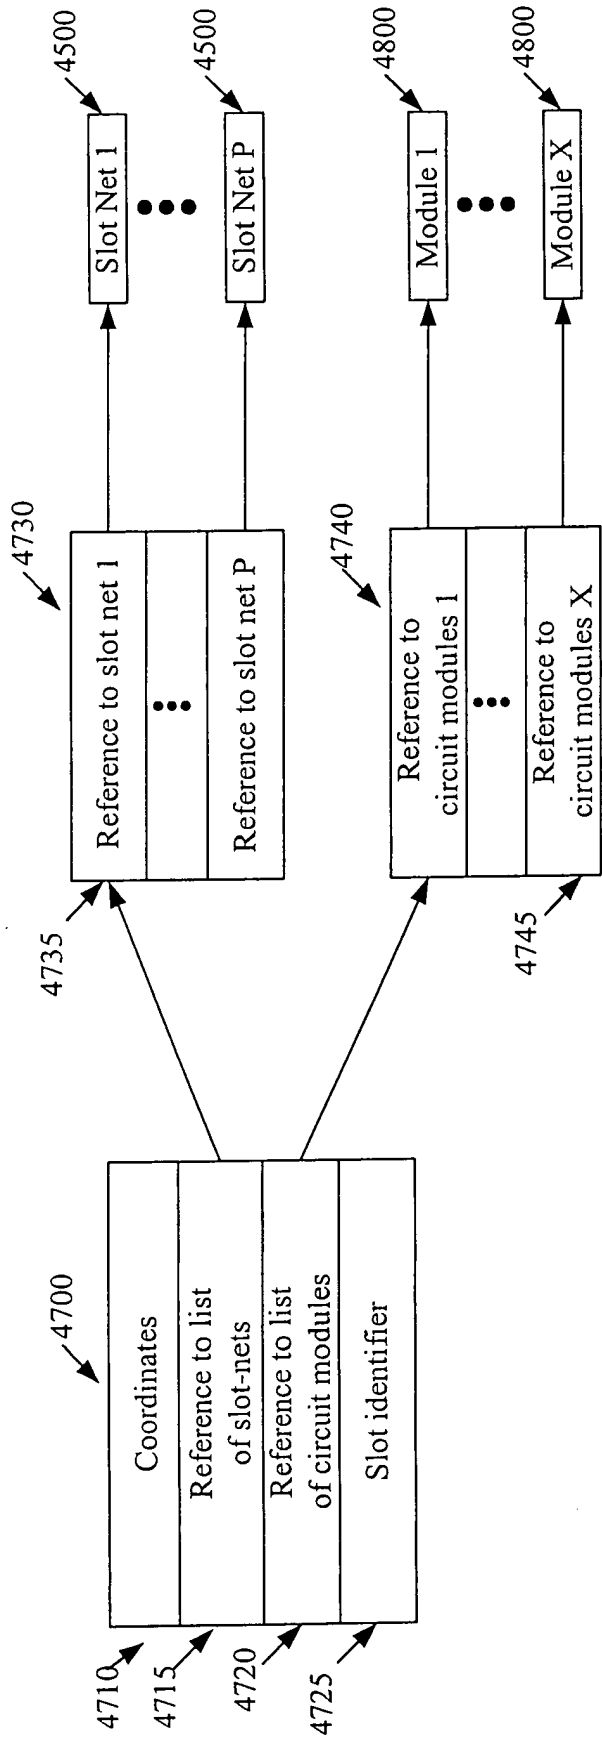 4700
4710
Coordinates
4715
Reference to list
of slot-nets
4720
Reference to list
of circuit modules
4725
Slot identifier
4730
4735
Reference to slot net 1
Reference to slot net P
4740
Reference to
circuit modules 1
4745
Reference to
circuit modules X
4500
Slot Net 1
4500
Slot Net P
4800
Module 1
4800
Module X